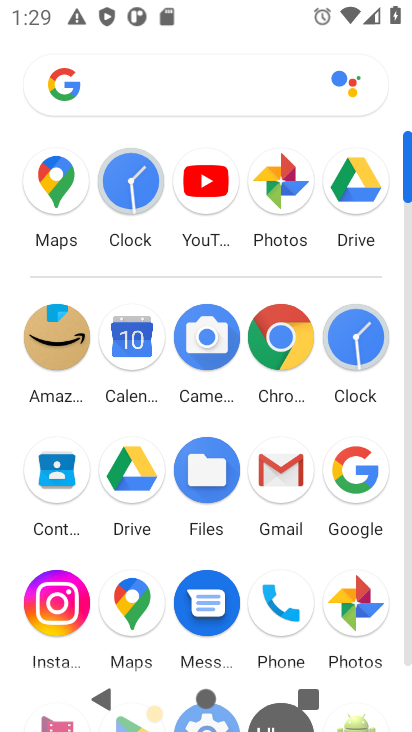 1:29
Maps Clock YouT... Photos Drive
Amaz... Calen... Came... Chro... Clock
10
Cont... Drive Files Gmail Google
Insta... Maps Mess... Phone Photos